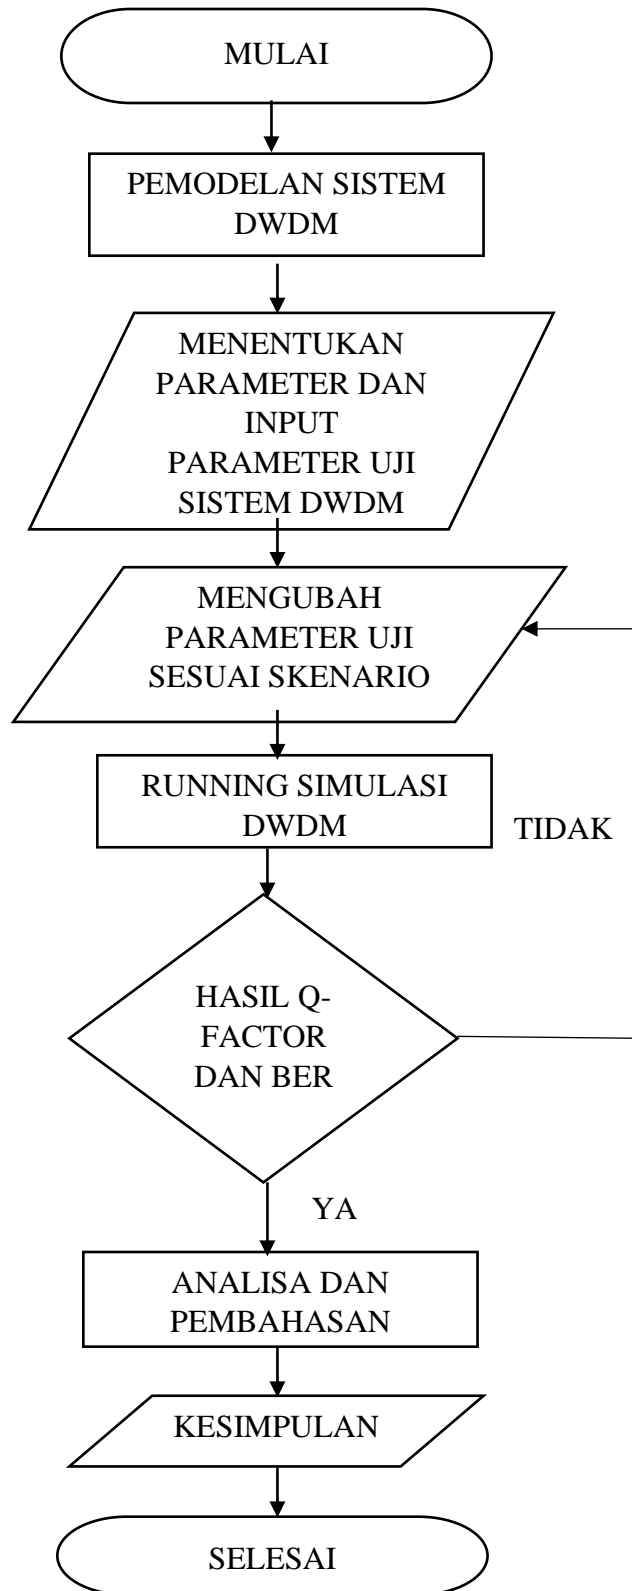 MULAI
PEMODELAN SISTEM
DWDM
MENENTUKAN
PARAMETER DAN
INPUT
PARAMETER UJI
SISTEM DWDM
MENGUBAH
PARAMETER UJI
SESUAI SKENARIO
RUNNING SIMULASI
DWDM
TIDAK
HASIL Q-
FACTOR
DAN BER
YA
ANALISA DAN
PEMBAHASAN
KESIMPULAN
SELESAI